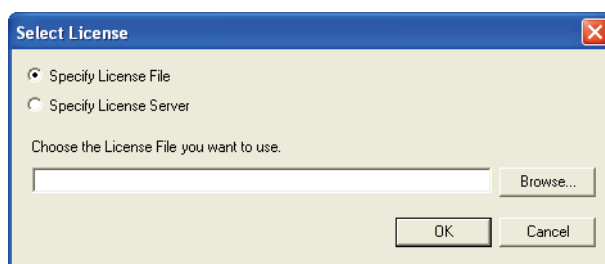 Select License
Specify License File
Specify License Server
Choose the License File you want to use.
Browse...
OK Cancel